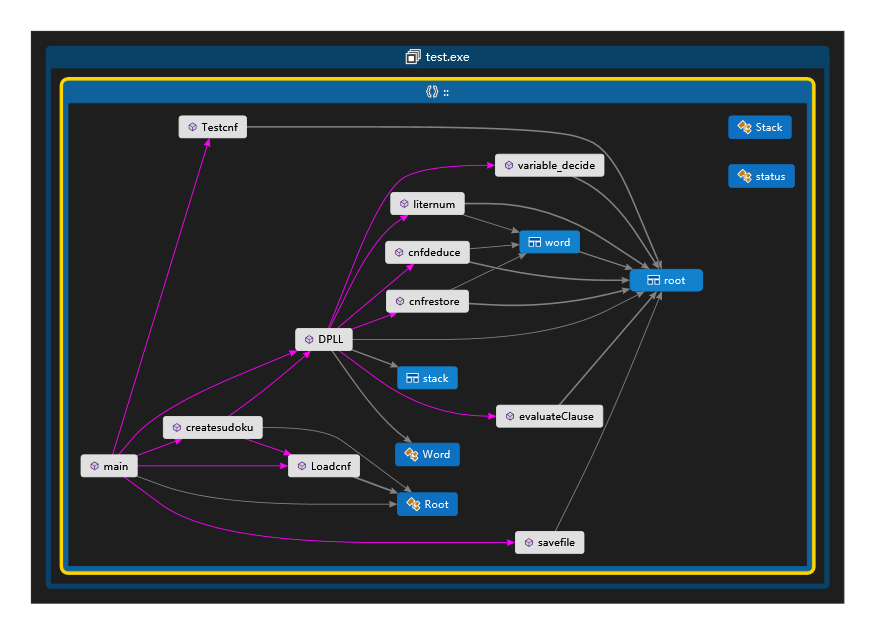 test.exe
::
Testcnf
Stack
variable_decide
status
liternum
word
cnfdeduce
root
cnfrestore
DPLL
stack
evaluateClause
createsudoku
Word
main
Loadcnf
Root
savefile